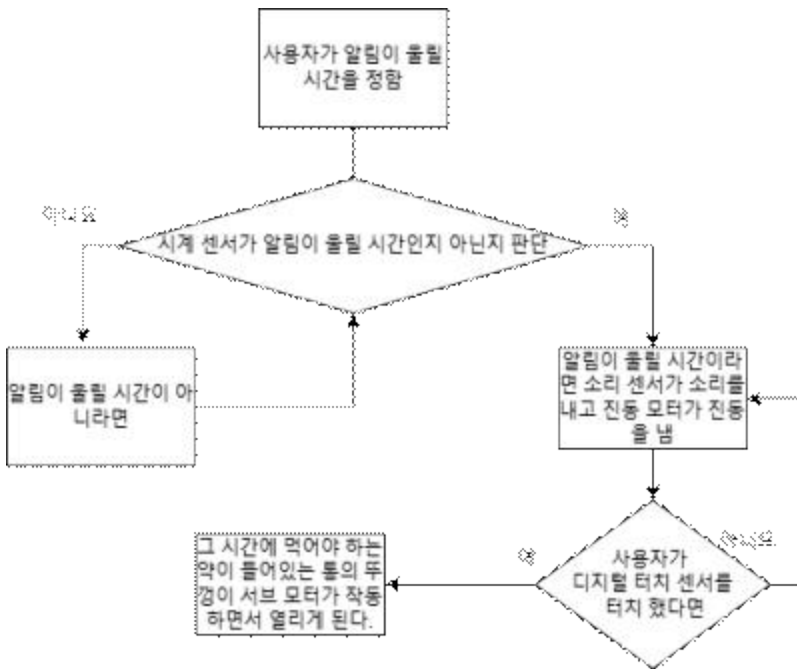 사용자가 알림이 울릴
시간을 정함
아니요
예
시계 센서가 알림이 울릴 시간인지 아닌지 판단
알림이 울릴 시간이 아
니라면
알림이 울릴 시간이라
면 소리 센서가 소리를
내고 진동 모터가 진동
을 냄
그 시간에 먹어야 하는
약이 들어있는 통의 뚜
껑이 서브 모터가 작동
하면서 열리게 된다.
예
아니요
사용자가
디지털 터치 센서를
터치 했다면